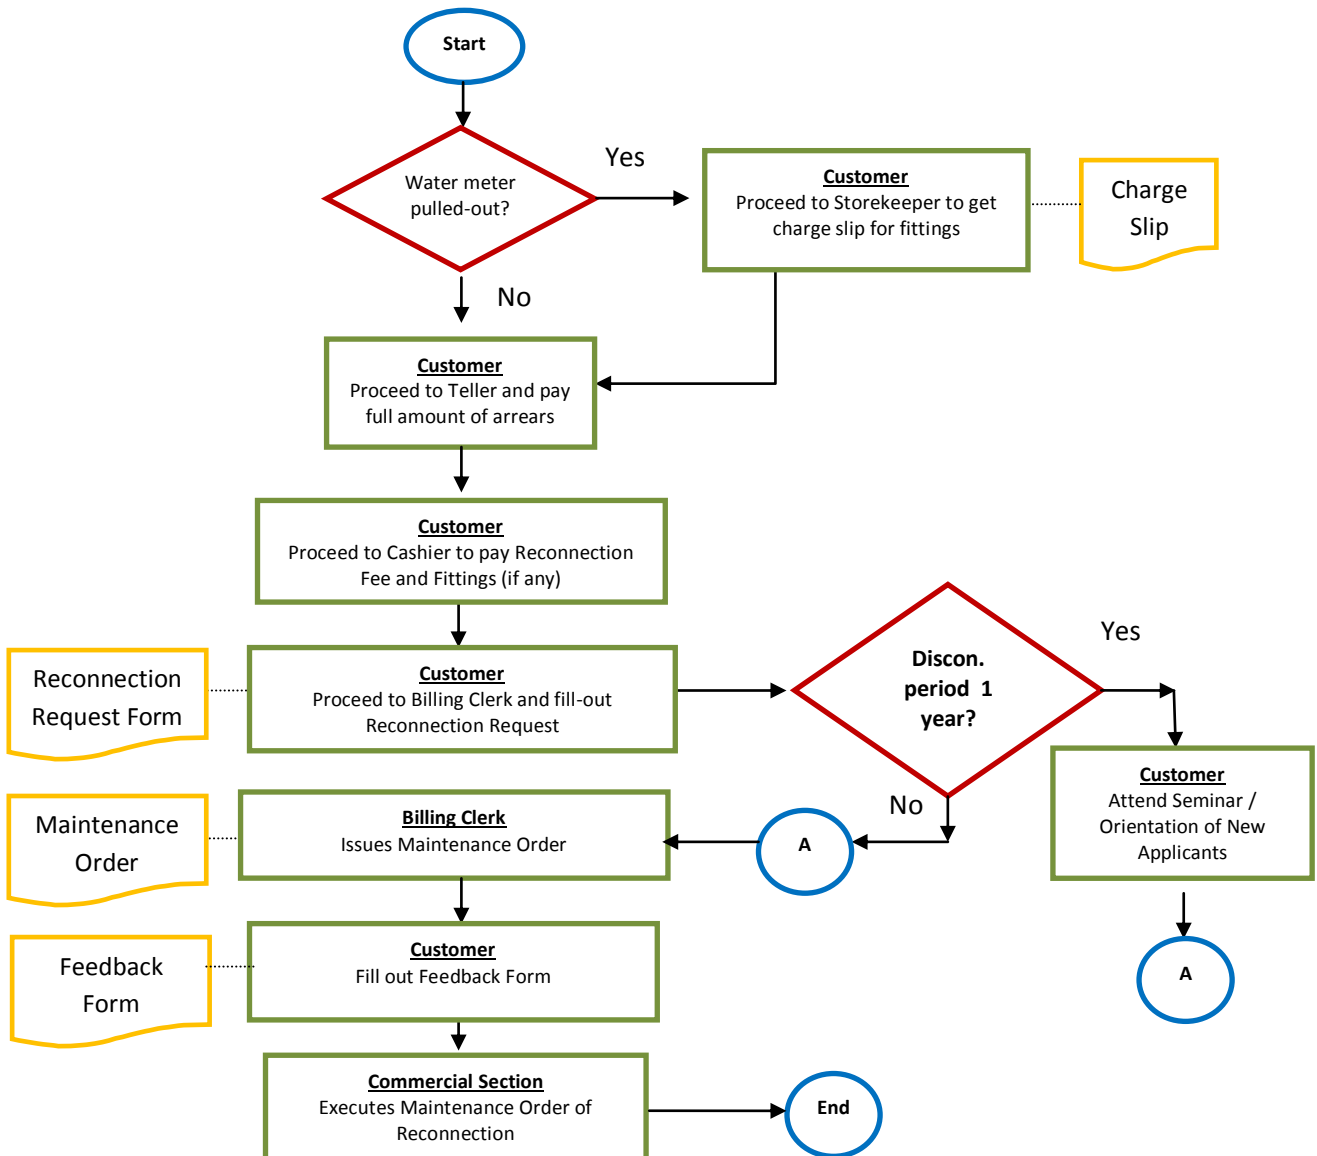 Start
Water meter
pulled-out?
Yes
Customer
Proceed to Storekeeper to get
charge slip for fittings
Charge
Slip
No
Customer
Proceed to Teller and pay
full amount of arrears
Customer
Proceed to Cashier to pay Reconnection
Fee and Fittings (if any)
Reconnection
Request Form
Customer
Proceed to Billing Clerk and fill-out
Reconnection Request
Discon.
period 1
year?
Yes
Customer
Attend Seminar /
Orientation of New
Applicants
No
A
Billing Clerk
Issues Maintenance Order
Maintenance
Order
A
Customer
Fill out Feedback Form
Feedback
Form
Commercial Section
Executes Maintenance Order of
Reconnection
End